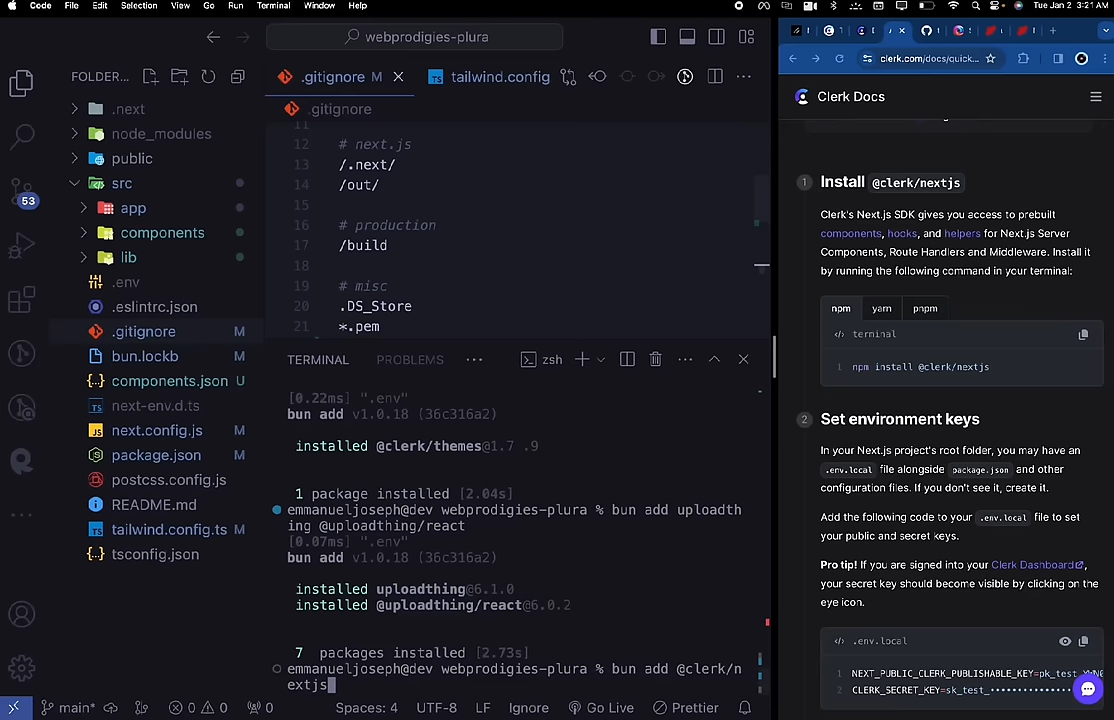 Code File Edit Selection View Go Run Terminal Window Help
Tue Jan 2 3:21 AM
webprodigies-plura
clerk.com/docs/quick...
FOLDER...
.gitignore M
tailwind.config
Clerk Docs
.gitignore
.next
node_modules
public
src
app
components
lib
.env
.eslintrc.json
.gitignore M
bun.lockb M
components.json U
next-env.d.ts
next.config.js M
package.json M
postcss.config.js
README.md
tailwind.config.ts M
tsconfig.json
53
11
12 # next.js
13 /.next/
14 /out/
15
16 # production
17 /build
18
19 # misc
20 .DS_Store
21 *.pem
TERMINAL PROBLEMS ... zsh
[0.22ms] ".env"
bun add v1.0.18 (36c316a2)
installed @clerk/themes@1.7 .9
1 package installed [2.04s]
emmanueljoseph@dev webprodigies-plura % bun add uploadth
ing @uploadthing/react
[0.07ms] ".env"
bun add v1.0.18 (36c316a2)
installed uploadthing@6.1.0
installed @uploadthing/react@6.0.2
7 packages installed [2.73s]
emmanueljoseph@dev webprodigies-plura % bun add @clerk/n
extjs
1 Install @clerk/nextjs
Clerk's Next.js SDK gives you access to prebuilt
components, hooks, and helpers for Next.js Server
Components, Route Handlers and Middleware. Install it
by running the following command in your terminal:
npm yarn pnpm
terminal
1 npm install @clerk/nextjs
2 Set environment keys
In your Next.js project's root folder, you may have an
.env.local file alongside package.json and other
configuration files. If you don't see it, create it.
Add the following code to your .env.local file to set
your public and secret keys.
Pro tip! If you are signed into your Clerk Dashboard,
your secret key should become visible by clicking on the
eye icon.
.env.local
1 NEXT_PUBLIC_CLERK_PUBLISHABLE_KEY=pk_test
2 CLERK_SECRET_KEY=sk_test_••••••••••••••
main* 0 0 0 Spaces: 4 UTF-8 LF Ignore Go Live Prettier